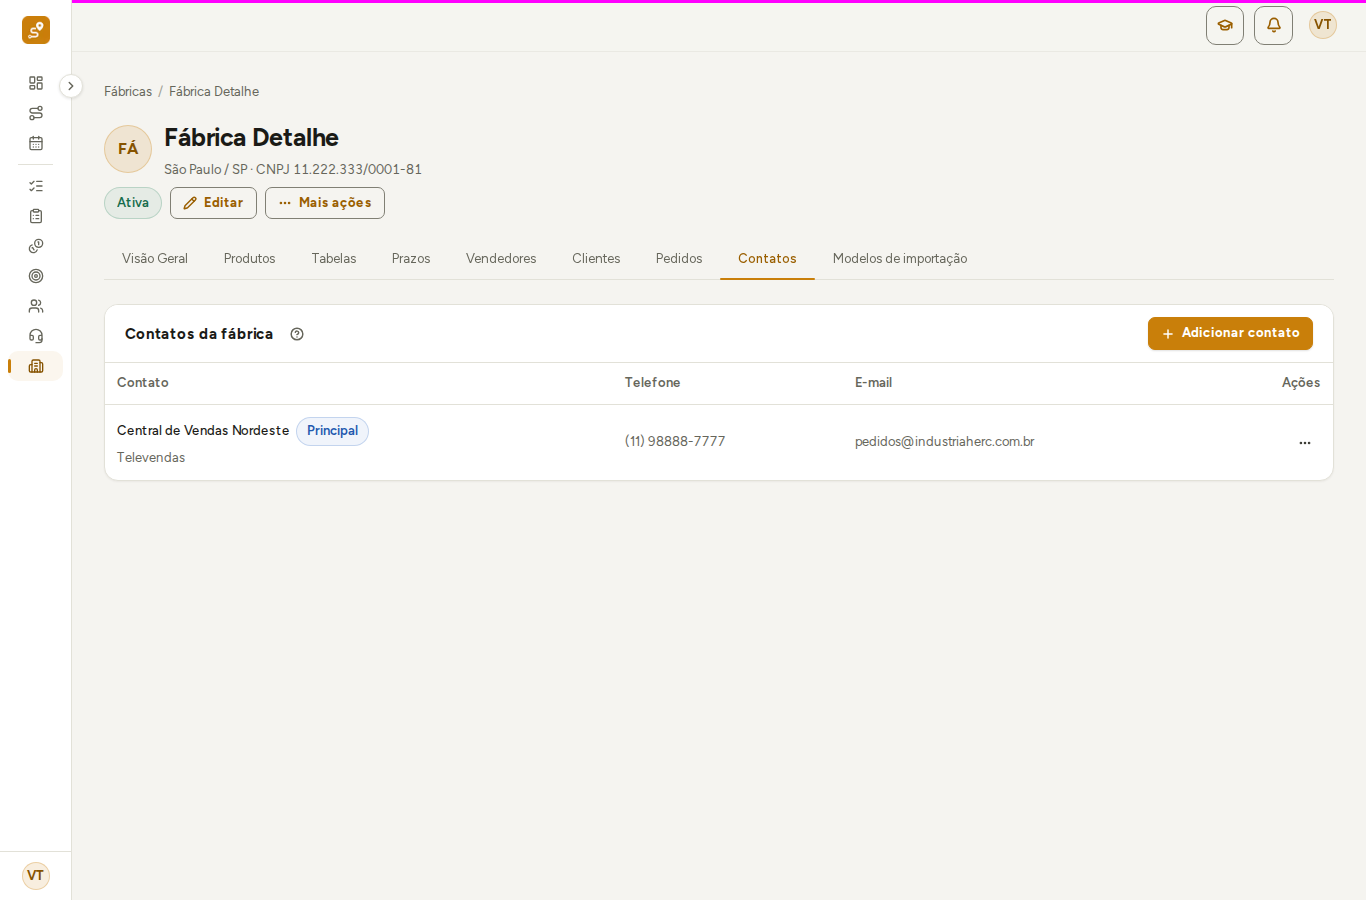 VT
Fábricas / Fábrica Detalhe
FÁ
Fábrica Detalhe
São Paulo / SP · CNPJ 11.222.333/0001-81
Ativa
Editar
Mais ações
Visão Geral
Produtos
Tabelas
Prazos
Vendedores
Clientes
Pedidos
Contatos
Modelos de importação
Contatos da fábrica
Adicionar contato
Contato
Telefone
E-mail
Ações
Central de Vendas Nordeste
Principal
Televendas
(11) 98888-7777
pedidos@industriaherc.com.br
VT